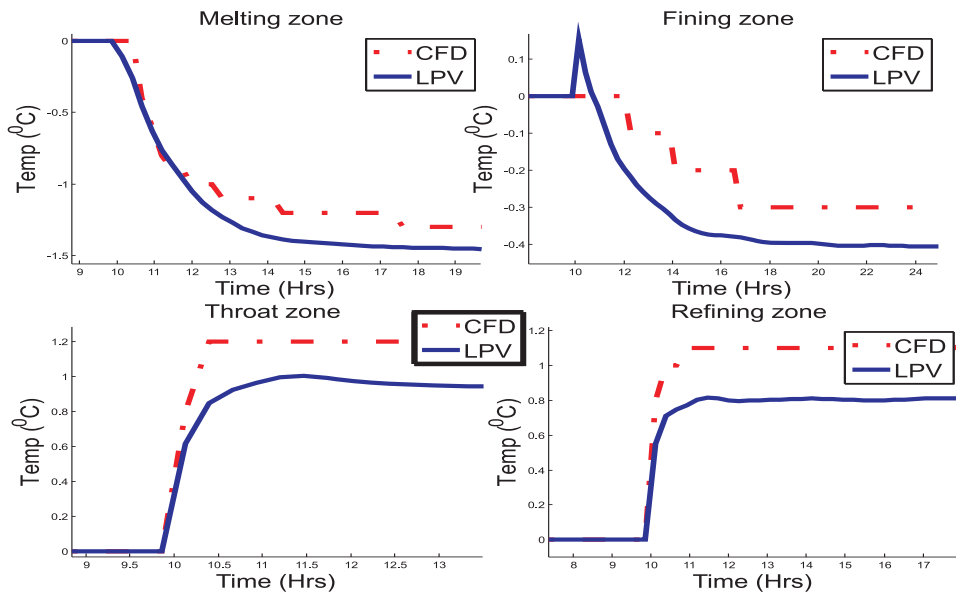 Melting zone
0
-0.5
-1
-1.5
Temp (⁰C)
9 10 11 12 13 14 15 16 17 18 19
Time (Hrs)
CFD
LPV
Fining zone
0.1
0
-0.1
-0.2
-0.3
-0.4
Temp (⁰C)
10 12 14 16 18 20 22 24
Time (Hrs)
CFD
LPV
Throat zone
1.2
1
0.8
0.6
0.4
0.2
0
Temp (⁰C)
9 9.5 10 10.5 11 11.5 12 12.5 13
Time (Hrs)
CFD
LPV
Refining zone
1.2
1
0.8
0.6
0.4
0.2
0
Temp (⁰C)
8 9 10 11 12 13 14 15 16 17
Time (Hrs)
CFD
LPV